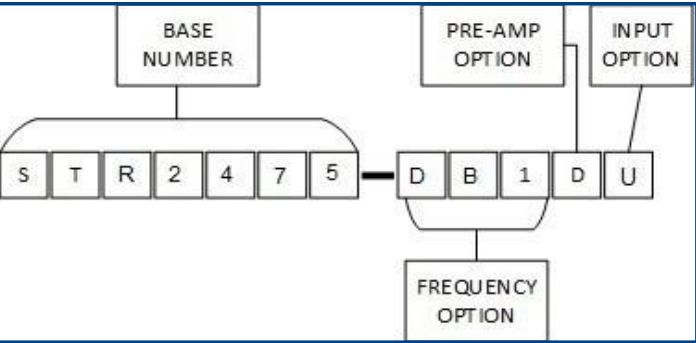 BASE
NUMBER
PRE-AMP
OPTION
INPUT
OPTION
S T R 2 4 7 5 — D B 1 D U
FREQUENCY
OPTION